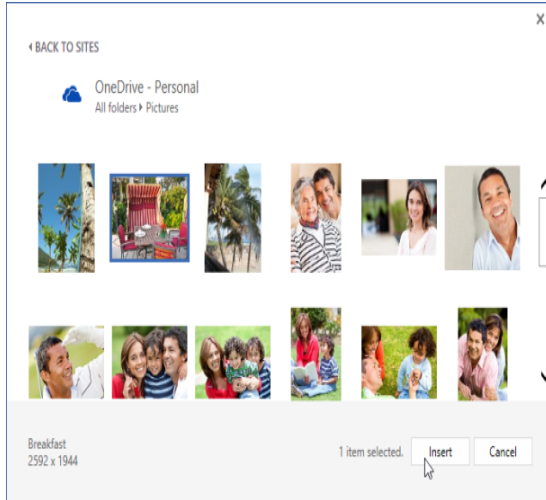 x
BACK TO SITES
OneDrive - Personal
All folders Pictures
Breakfast
2592 x 1944
1 item selected.
Insert
Cancel